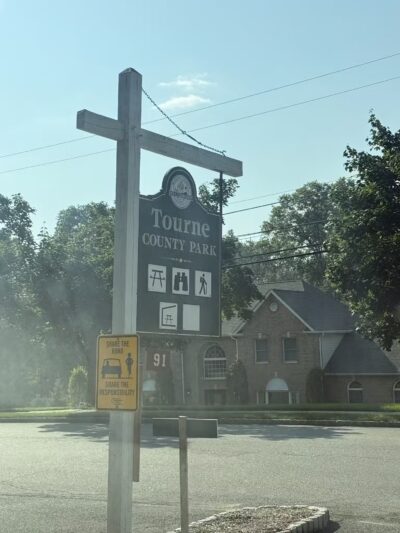 Tourne
COUNTY PARK
SHARE THE
ROAD
SHARE THE
RESPONSIBILITY
91